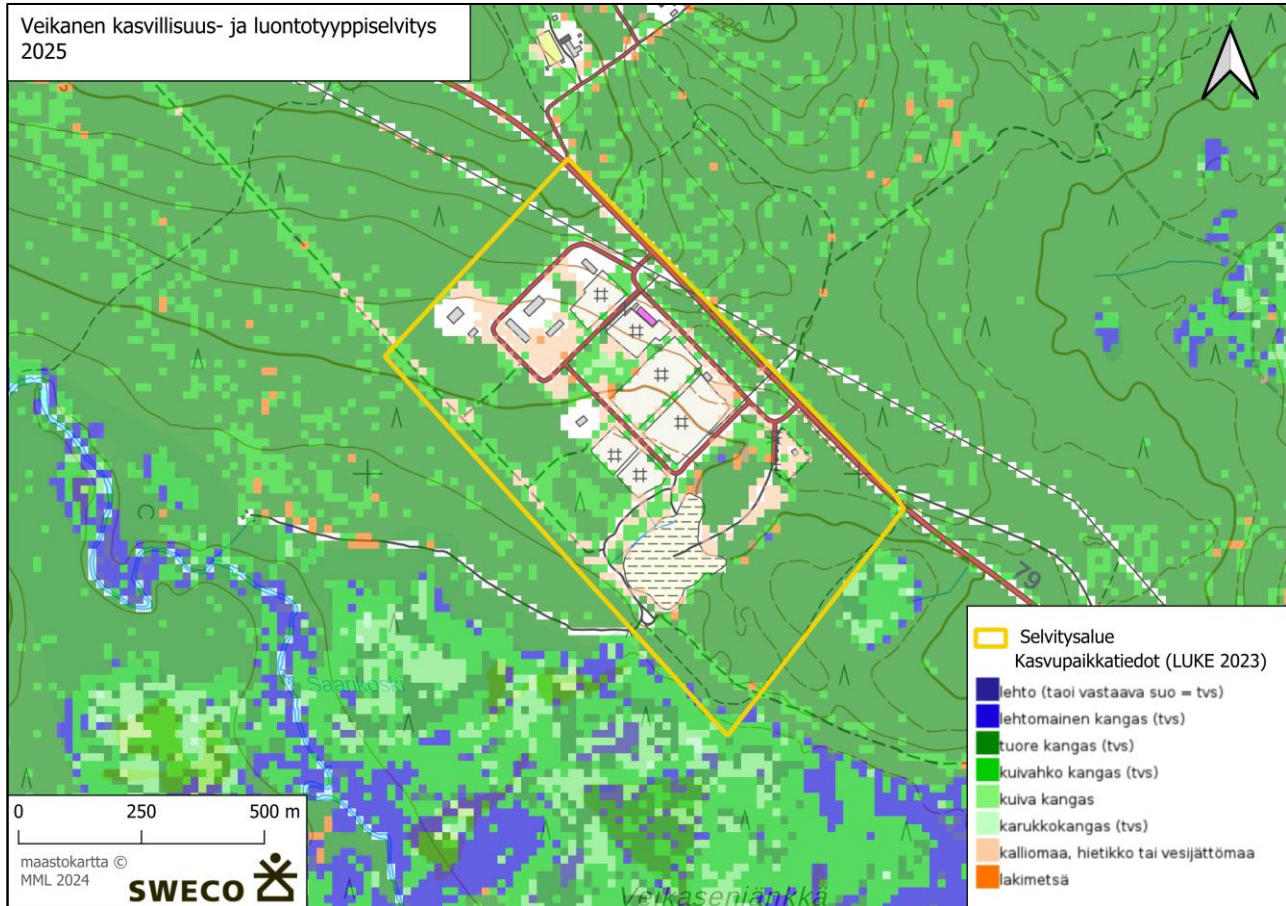 Veikanen kasvillisuus- ja luontotyyppiselvitys
2025
220
Saarikoski
79
Veikasenjänkkä
Selvitysalue
Kasvupaikkatiedot (LUKE 2023)
lehto (taoi vastaava suo = tvs)
lehtomainen kangas (tvs)
tuore kangas (tvs)
kuivahko kangas (tvs)
kuiva kangas
karukkokangas (tvs)
kalliomaa, hietikko tai vesijättömaa
lakimetsä
0 250 500 m
maastokartta ©
MML 2024
SWECO